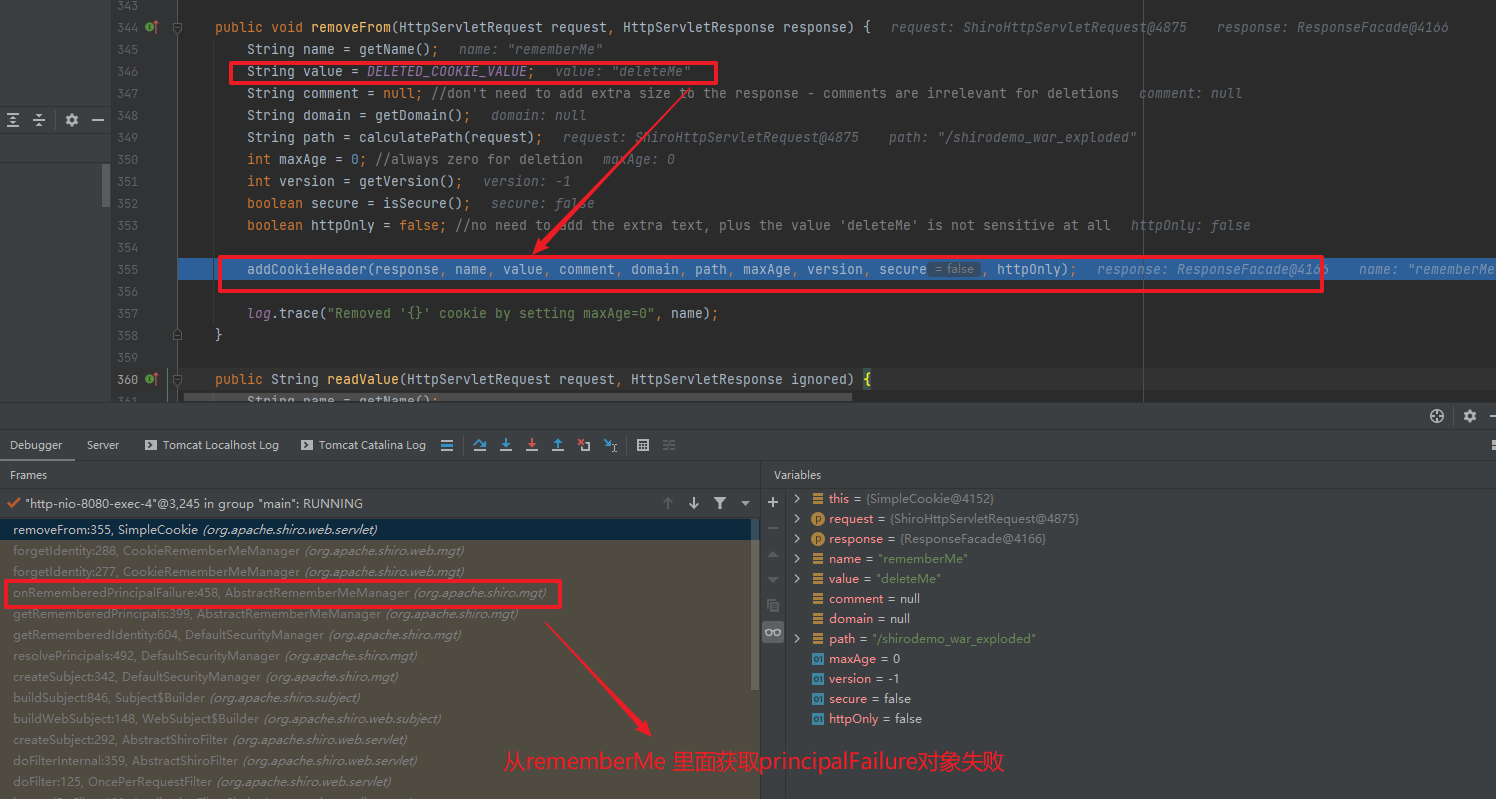 343
344 public void removeFrom(HttpServletRequest request, HttpServletResponse response) { request: ShiroHttpServletRequest@4875 response: ResponseFacade@4166
345 String name = getName(); name: "rememberMe"
346 String value = DELETED_COOKIE_VALUE; value: "deleteMe"
347 String comment = null; //don't need to add extra size to the response - comments are irrelevant for deletions comment: null
348 String domain = getDomain(); domain: null
349 String path = calculatePath(request); request: ShiroHttpServletRequest@4875 path: "/shirodemo_war_exploded"
350 int maxAge = 0; //always zero for deletion maxAge: 0
351 int version = getVersion(); version: -1
352 boolean secure = isSecure(); secure: false
353 boolean httpOnly = false; //no need to add the extra text, plus the value 'deleteMe' is not sensitive at all httpOnly: false
354
355 addCookieHeader(response, name, value, comment, domain, path, maxAge, version, secure = false , httpOnly); response: ResponseFacade@4166 name: "rememberMe
356
357 log.trace("Removed '{}' cookie by setting maxAge=0", name);
358 }
359
360 public String readValue(HttpServletRequest request, HttpServletResponse ignored) {
361 String name = getName();
Debugger Server Tomcat Localhost Log Tomcat Catalina Log
Frames
"http-nio-8080-exec-4"@3,245 in group "main": RUNNING
removeFrom:355, SimpleCookie (org.apache.shiro.web.servlet)
forgetIdentity:288, CookieRememberMeManager (org.apache.shiro.web.mgt)
forgetIdentity:277, CookieRememberMeManager (org.apache.shiro.web.mgt)
onRememberedPrincipalFailure:458, AbstractRememberMeManager (org.apache.shiro.mgt)
getRememberedPrincipals:399, AbstractRememberMeManager (org.apache.shiro.mgt)
getRememberedIdentity:604, DefaultSecurityManager (org.apache.shiro.mgt)
resolvePrincipals:492, DefaultSecurityManager (org.apache.shiro.mgt)
createSubject:342, DefaultSecurityManager (org.apache.shiro.mgt)
buildSubject:846, Subject$Builder (org.apache.shiro.subject)
buildWebSubject:148, WebSubject$Builder (org.apache.shiro.web.subject)
createSubject:292, AbstractShiroFilter (org.apache.shiro.web.servlet)
doFilterInternal:359, AbstractShiroFilter (org.apache.shiro.web.servlet)
doFilter:125, OncePerRequestFilter (org.apache.shiro.web.servlet)
Variables
this = {SimpleCookie@4152}
request = {ShiroHttpServletRequest@4875}
response = {ResponseFacade@4166}
name = "rememberMe"
value = "deleteMe"
comment = null
domain = null
path = "/shirodemo_war_exploded"
maxAge = 0
version = -1
secure = false
httpOnly = false
从rememberMe 里面获取principalFailure对象失败